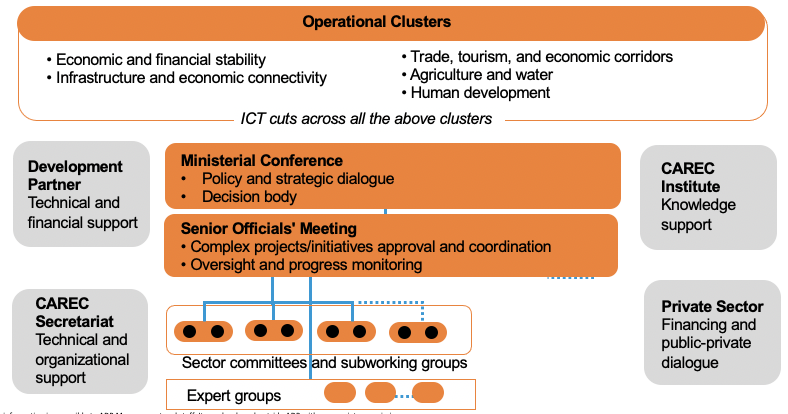 Operational Clusters
• Economic and financial stability
• Infrastructure and economic connectivity
• Trade, tourism, and economic corridors
• Agriculture and water
• Human development
ICT cuts across all the above clusters
Development
Partner
Technical and
financial support
Ministerial Conference
• Policy and strategic dialogue
• Decision body
CAREC
Institute
Knowledge
support
Senior Officials' Meeting
• Complex projects/initiatives approval and coordination
• Oversight and progress monitoring
CAREC
Secretariat
Technical and
organizational
support
Private Sector
Financing and
public-private
dialogue
Sector committees and subworking groups
Expert groups